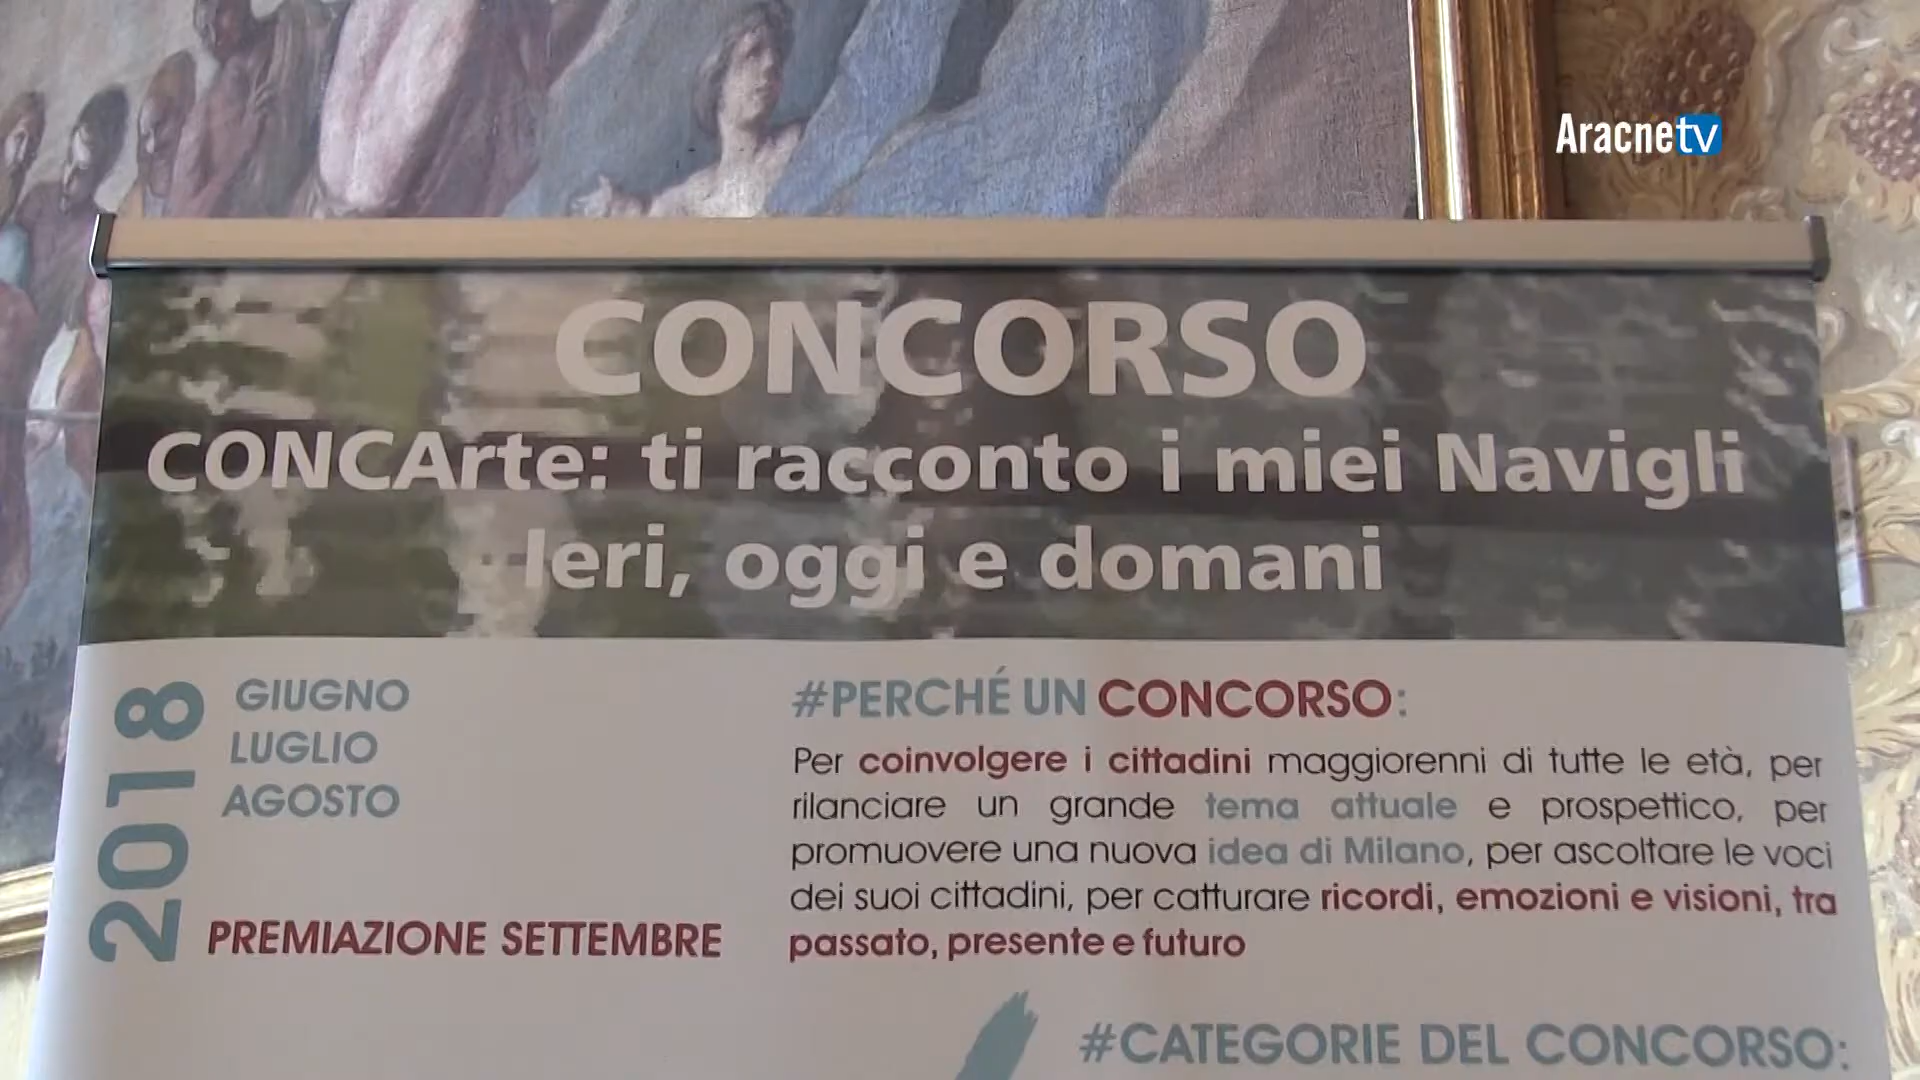 Aracnetv
CONCORSO
CONCArte: ti racconto i miei Navigli
Ieri, oggi e domani
2018
GIUGNO
LUGLIO
AGOSTO
PREMIAZIONE SETTEMBRE
#PERCHÉ UN CONCORSO:
Per coinvolgere i cittadini maggiorenni di tutte le età, per
rilanciare un grande tema attuale e prospettico, per
promuovere una nuova idea di Milano, per ascoltare le voci
dei suoi cittadini, per catturare ricordi, emozioni e visioni, tra
passato, presente e futuro
#CATEGORIE DEL CONCORSO: